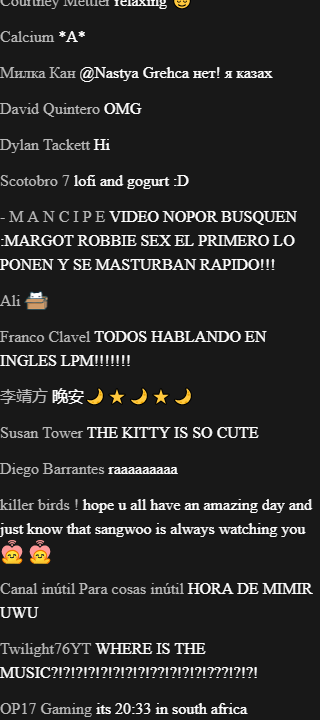 Courtney Mettler relaxing 😌
Calcium *A*
Милка Кан @Nastya Grehca нет! я казах
David Quintero OMG
Dylan Tackett Hi
Scotobro 7 lofi and gogurt :D
- M A N C I P E VIDEO NOPOR BUSQUEN
:MARGOT ROBBIE SEX EL PRIMERO LO
PONEN Y SE MASTURBAN RAPIDO!!!
Ali
Franco Clavel TODOS HABLANDO EN
INGLES LPM!!!!!!!
李靖方 晚安🌙⭐🌙⭐🌙
Susan Tower THE KITTY IS SO CUTE
Diego Barrantes raaaaaaaaa
killer birds ! hope u all have an amazing day and
just know that sangwoo is always watching you
Canal inútil Para cosas inútil HORA DE MIMIR
UWU
Twilight76YT WHERE IS THE
MUSIC?!?!?!?!?!?!?!?!??!?!?!?!???!?!?!
OP17 Gaming its 20:33 in south africa